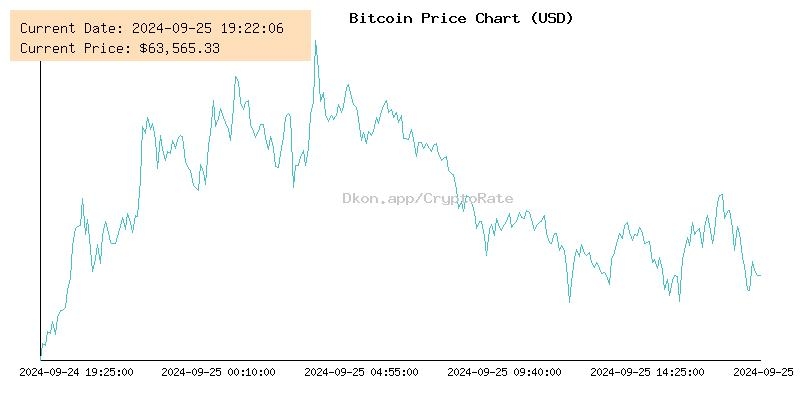 Bitcoin Price Chart (USD)
Current Date: 2024-09-25 19:22:06
Current Price: $63,565.33
Dkon.app/CryptoRate
2024-09-24 19:25:00 2024-09-25 00:10:00 2024-09-25 04:55:00 2024-09-25 09:40:00 2024-09-25 14:25:00 2024-09-25